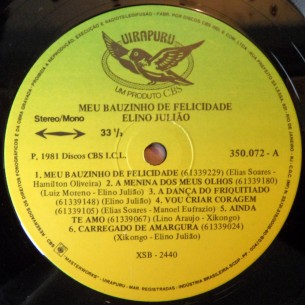 UIRAPURU
UM PRODUTO CBS
MEU BAUZINHO DE FELICIDADE
ELINO JULIÃO
Stereo/Mono
33 1/3
P. 1981 Discos CBS I.C.L.
350.072 - A
1. MEU BAUZINHO DE FELICIDADE (61339229) (Elias Soares -
Hamilton Oliveira) 2. A MENINA DOS MEUS OLHOS (61339180)
(Luiz Moreno - Elino Julião) 3. A DANÇA DO FRIQUITIADO
(61339148) (Elino Julião) 4. VOU CRIAR CORAGEM
(61339105) (Elias Soares - Manoel Eufrazio) 5. AINDA
TE AMO (61339067) (Lino Araujo - Xikongo)
6. CARREGADO DE AMARGURA (61339024)
(Xikongo - Elino Julião)
XSB - 2440